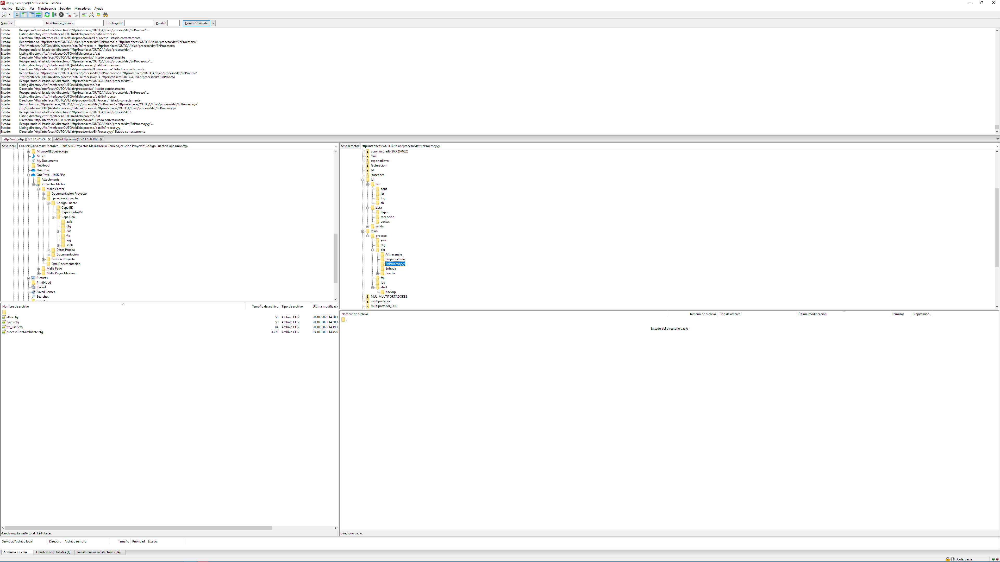 sftp://usroutqa@172.17.226.24 - FileZilla
Archivo Edición Ver Transferencia Servidor Marcadores Ayuda
Servidor: Nombre de usuario: Contraseña: Puerto: Conexión rápida
Estado: Recuperando el listado del directorio "/ftp/interfaces/OUTQA/ldiab/proceso/dat/EnProceso"...
Estado: Listing directory /ftp/interfaces/OUTQA/ldiab/proceso/dat/EnProceso
Estado: Directorio "/ftp/interfaces/OUTQA/ldiab/proceso/dat/EnProceso" listado correctamente
Estado: Renombrando '/ftp/interfaces/OUTQA/ldiab/proceso/dat/EnProceso' a '/ftp/interfaces/OUTQA/ldiab/proceso/dat/EnProcesoxxx'
Estado: /ftp/interfaces/OUTQA/ldiab/proceso/dat/EnProceso -> /ftp/interfaces/OUTQA/ldiab/proceso/dat/EnProcesoxxx
Estado: Recuperando el listado del directorio "/ftp/interfaces/OUTQA/ldiab/proceso/dat"...
Estado: Listing directory /ftp/interfaces/OUTQA/ldiab/proceso/dat
Estado: Directorio "/ftp/interfaces/OUTQA/ldiab/proceso/dat" listado correctamente
Estado: Recuperando el listado del directorio "/ftp/interfaces/OUTQA/ldiab/proceso/dat/EnProcesoxxx"...
Estado: Listing directory /ftp/interfaces/OUTQA/ldiab/proceso/dat/EnProcesoxxx
Estado: Directorio "/ftp/interfaces/OUTQA/ldiab/proceso/dat/EnProcesoxxx" listado correctamente
Estado: Renombrando '/ftp/interfaces/OUTQA/ldiab/proceso/dat/EnProcesoxxx' a '/ftp/interfaces/OUTQA/ldiab/proceso/dat/EnProceso'
Estado: /ftp/interfaces/OUTQA/ldiab/proceso/dat/EnProcesoxxx -> /ftp/interfaces/OUTQA/ldiab/proceso/dat/EnProceso
Estado: Recuperando el listado del directorio "/ftp/interfaces/OUTQA/ldiab/proceso/dat"...
Estado: Listing directory /ftp/interfaces/OUTQA/ldiab/proceso/dat
Estado: Directorio "/ftp/interfaces/OUTQA/ldiab/proceso/dat" listado correctamente
Estado: Recuperando el listado del directorio "/ftp/interfaces/OUTQA/ldiab/proceso/dat/EnProceso"...
Estado: Listing directory /ftp/interfaces/OUTQA/ldiab/proceso/dat/EnProceso
Estado: Directorio "/ftp/interfaces/OUTQA/ldiab/proceso/dat/EnProceso" listado correctamente
Estado: Renombrando '/ftp/interfaces/OUTQA/ldiab/proceso/dat/EnProceso' a '/ftp/interfaces/OUTQA/ldiab/proceso/dat/EnProcesoyyy'
Estado: /ftp/interfaces/OUTQA/ldiab/proceso/dat/EnProceso -> /ftp/interfaces/OUTQA/ldiab/proceso/dat/EnProcesoyyy
Estado: Recuperando el listado del directorio "/ftp/interfaces/OUTQA/ldiab/proceso/dat"...
Estado: Listing directory /ftp/interfaces/OUTQA/ldiab/proceso/dat
Estado: Directorio "/ftp/interfaces/OUTQA/ldiab/proceso/dat" listado correctamente
Estado: Recuperando el listado del directorio "/ftp/interfaces/OUTQA/ldiab/proceso/dat/EnProcesoyyy"...
Estado: Listing directory /ftp/interfaces/OUTQA/ldiab/proceso/dat/EnProcesoyyy
Estado: Directorio "/ftp/interfaces/OUTQA/ldiab/proceso/dat/EnProcesoyyy" listado correctamente
sftp://usroutqa@172.17.226.24 vtr%2Fftpcarrier@172.17.58.199
Sitio local: C:\Users\jsilvamar\OneDrive - 160K SPA\Proyectos Mallas\Malla Carrier\Ejecución Proyecto\Código Fuente\Capa Unix\cfg\
MicrosoftEdgeBackups
Music
My Documents
NetHood
OneDrive
OneDrive - 160K SPA
Attachments
Proyectos Mallas
Malla Carrier
Documentación Proyecto
Ejecución Proyecto
Código Fuente
Capa BD
Capa ControlM
Capa Unix
awk
cfg
dat
ftp
log
shell
Datos Prueba
Documentación
Gestión Proyecto
Otra Documentación
Malla Pago
Malla Pagos Masivos
Pictures
PrintHood
Recent
Saved Games
Searches
SendTo
Nombre de archivo Tamaño de archivo Tipo de archivo Última modificaci
..
altas.cfg 56 Archivo CFG 20-01-2021 14:20:1
bajas.cfg 53 Archivo CFG 20-01-2021 14:20:3
ftp_user.cfg 64 Archivo CFG 20-01-2021 14:19:5
procesoConfAmbiente.cfg 3.771 Archivo CFG 05-01-2021 14:45:0
4 archivos. Tamaño total: 3.944 bytes
Sitio remoto: /ftp/interfaces/OUTQA/ldiab/proceso/dat/EnProcesoyyy
conv_migradb_BKP2070526
eim
exportarllaver
facturacion
GL
lsuscriber
ldi
bin
conf
jar
log
sh
data
bajas
recepcion
ventas
salida
ldiab
proceso
awk
cfg
dat
Almacenaje
Empaquetado
EnProcesoyyy
Entrada
Loader
ftp
log
shell
backup
MUL-MULTIPORTADORES
multiportador
multiportador_OLD
Nombre de archivo Tamaño de archivo Tipo de archivo Última modificación Permisos Propietario/...
..
Listado del directorio vacío
Directorio vacío.
Servidor/Archivo local Direcci... Archivo remoto Tamaño Prioridad Estado
Archivos en cola Transferencias fallidas (1) Transferencias satisfactorias (14)
Cola: vacía